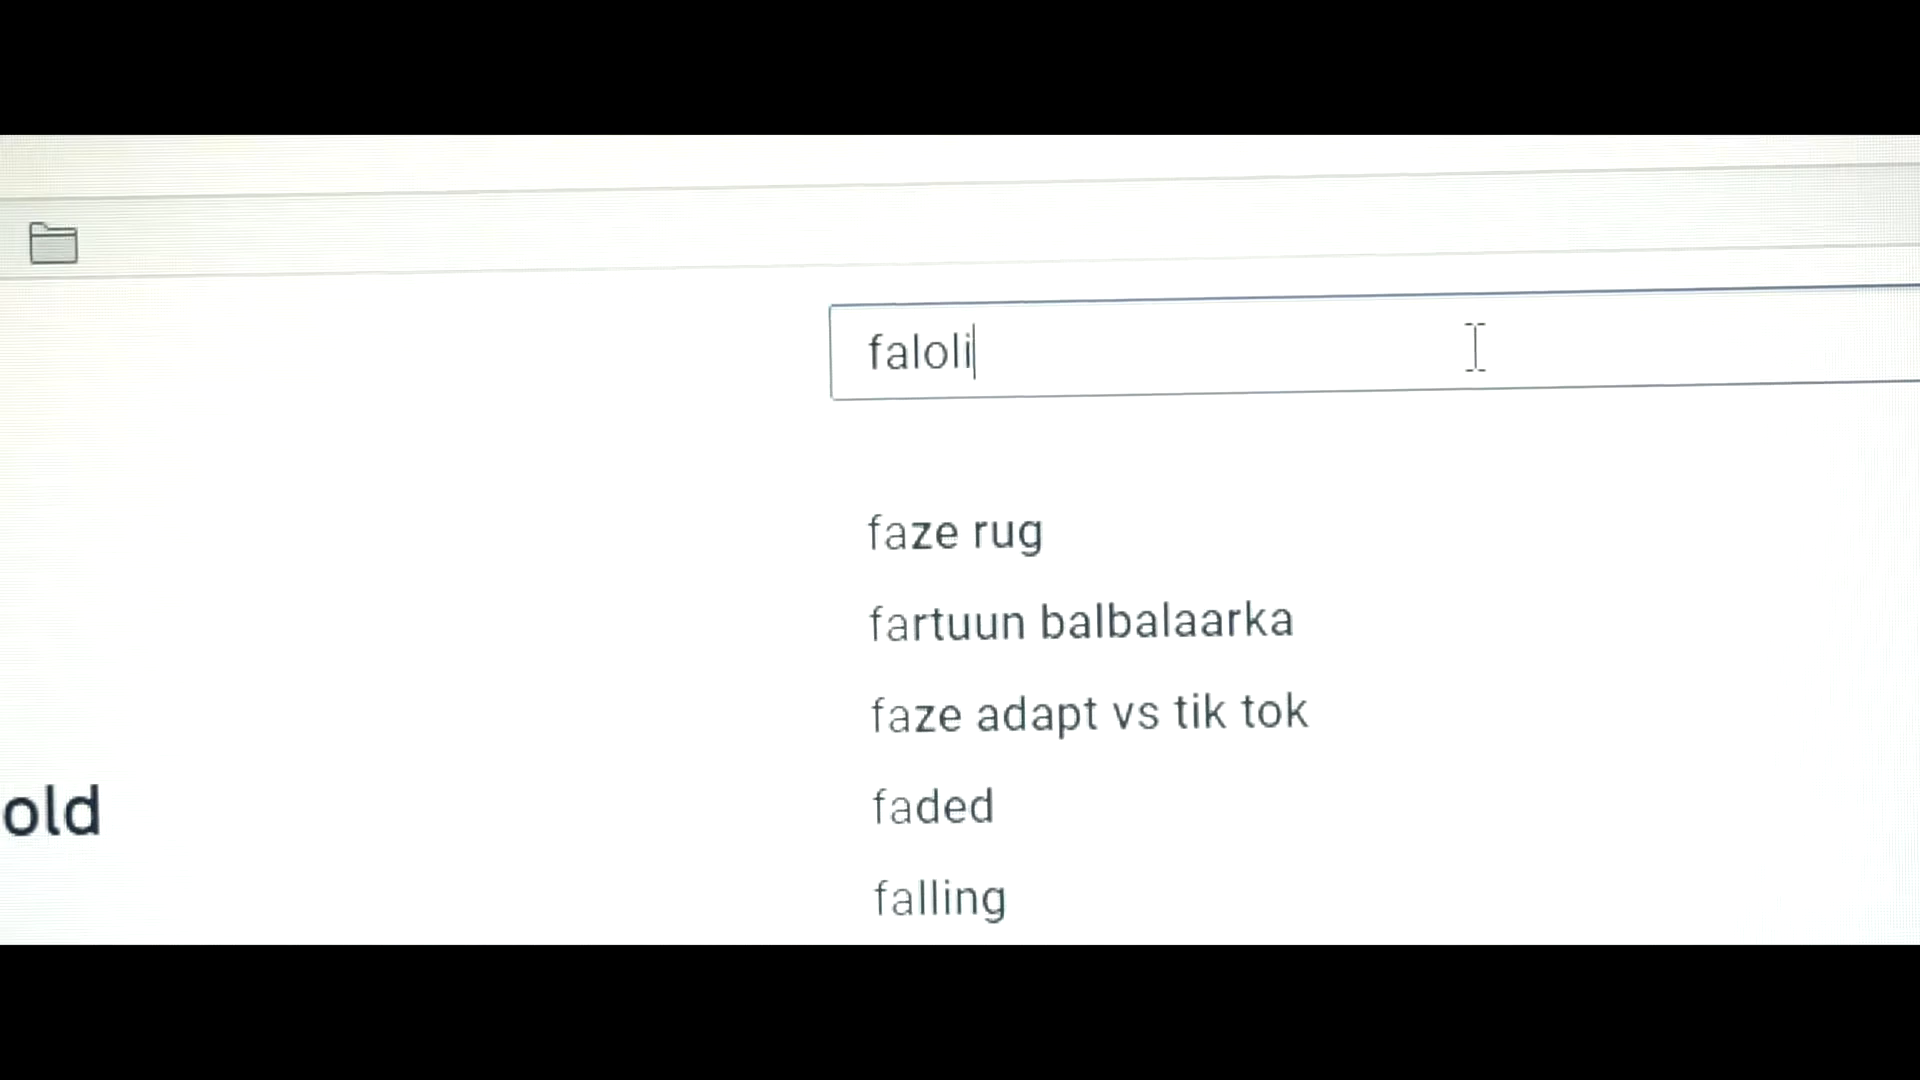 faloli
faze rug
fartuun balbalaarka
faze adapt vs tik tok
old
faded
falling